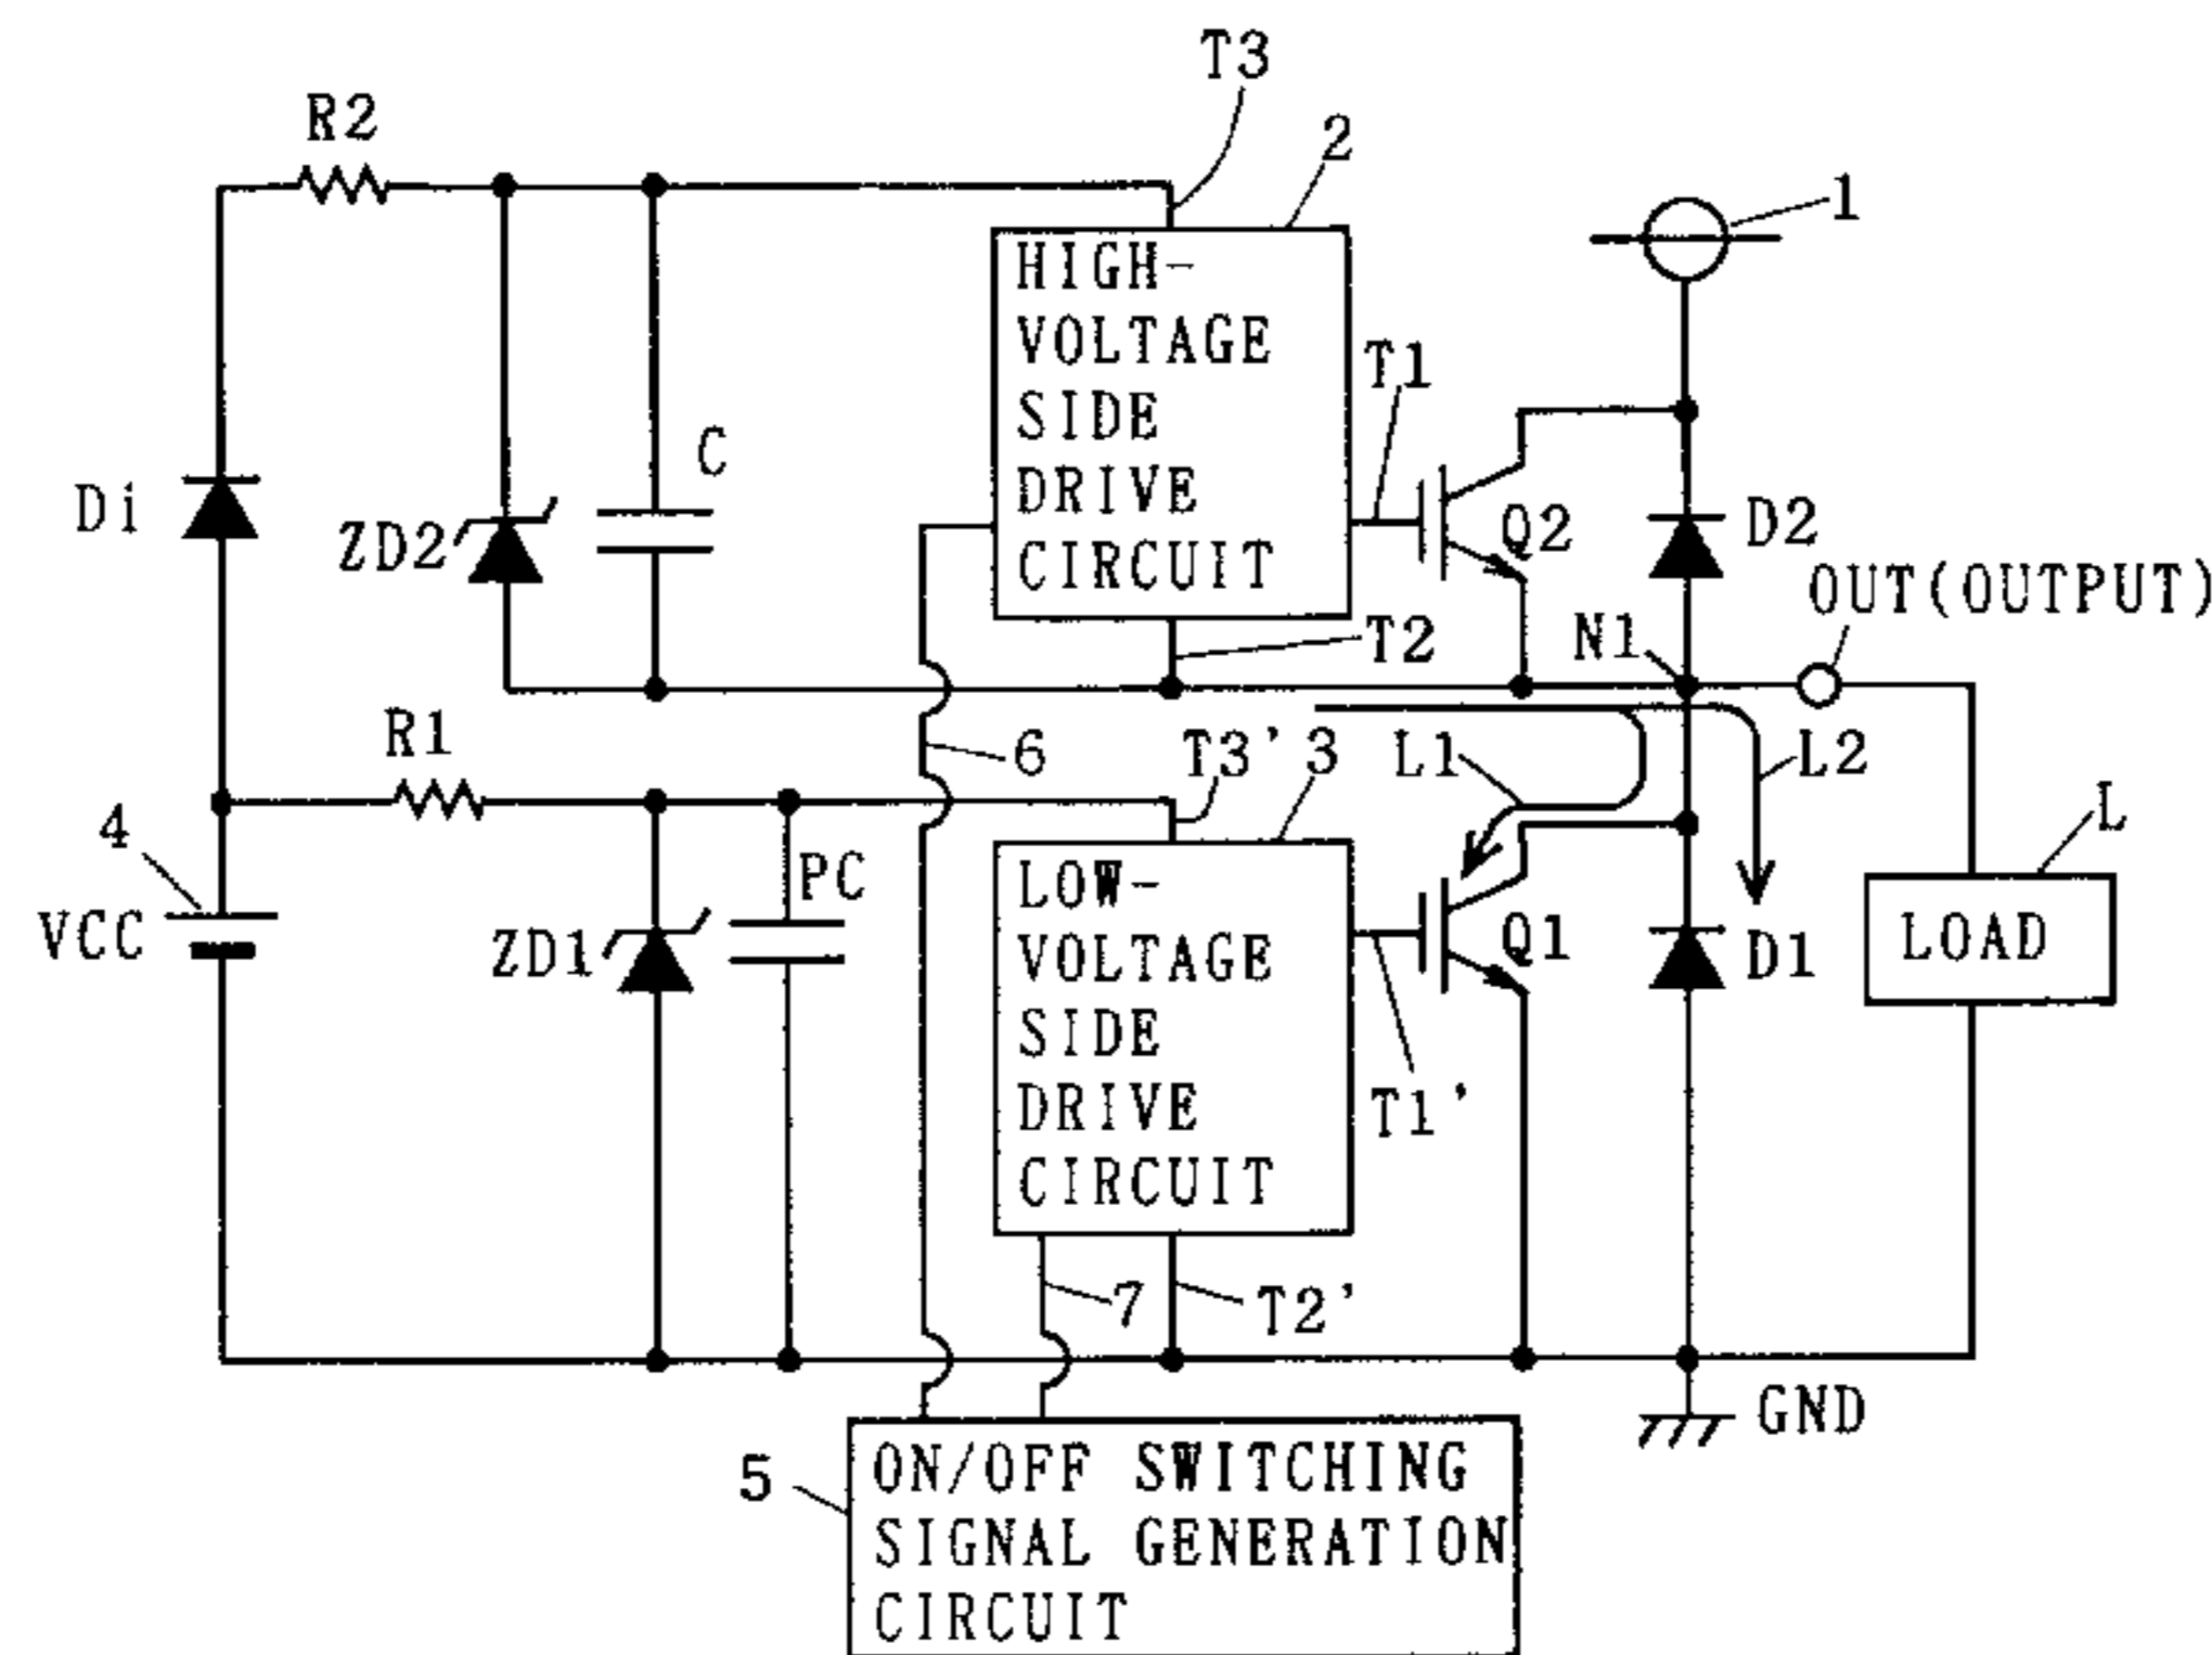 T3
R2
2
1
HIGH-
VOLTAGE
SIDE
DRIVE
CIRCUIT
T1
C
Di
ZD2
Q2
D2
OUT(OUTPUT)
N1
T2
R1
6
T3'
3
L1
L2
L
4
VCC
PC
ZD1
LOW-
VOLTAGE
SIDE
DRIVE
CIRCUIT
Q1
D1
LOAD
T1'
7
T2'
GND
5
ON/OFF SWITCHING
SIGNAL GENERATION
CIRCUIT